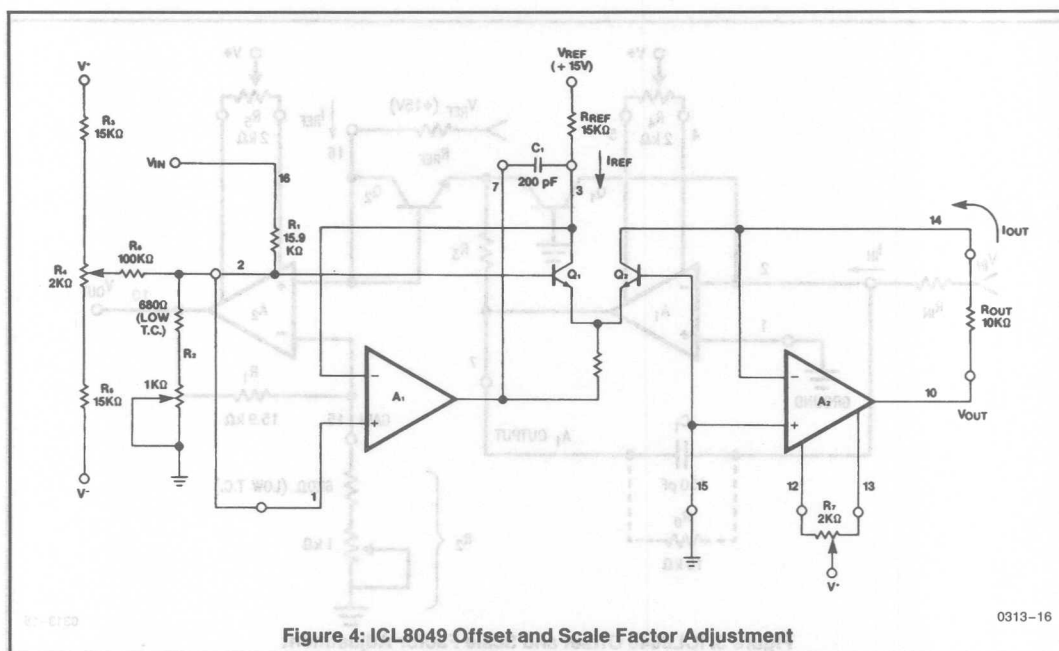 V+
R3
15KΩ
VIN
16
R1
15.9
KΩ
R6
100KΩ
2
R4
2KΩ
680Ω
(LOW
T.C.)
R2
1KΩ
R5
15KΩ
V-
1
A1
−
+
VREF
(+15V)
RREF
15KΩ
C1
200 pF
7
3
IREF
Q1
Q2
14
IOUT
ROUT
10KΩ
A2
−
+
10
VOUT
15
12
13
R7
2KΩ
V+
0313-16
Figure 4: ICL8049 Offset and Scale Factor Adjustment